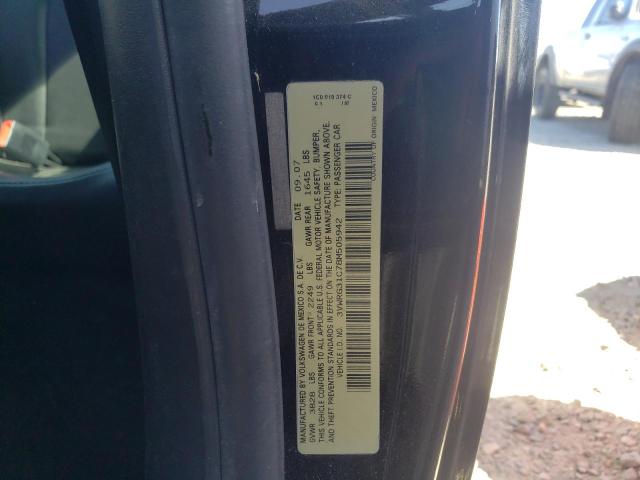 1C0 010 374 C
MANUFACTURED BY VOLKSWAGEN DE MEXICO S.A. DE C.V. DATE 09.07
GVWR 3828 LBS GAWR FRONT 2249 LBS GAWR REAR 1645 LBS
THIS VEHICLE CONFORMS TO ALL APPLICABLE U.S. FEDERAL MOTOR VEHICLE SAFETY, BUMPER,
AND THEFT PREVENTION STANDARDS IN EFFECT ON THE DATE OF MANUFACTURE SHOWN ABOVE.
VEHICLE I.D. NO. 3VWRG31C78M505942 TYPE: PASSENGER CAR
COUNTRY OF ORIGIN: MEXICO